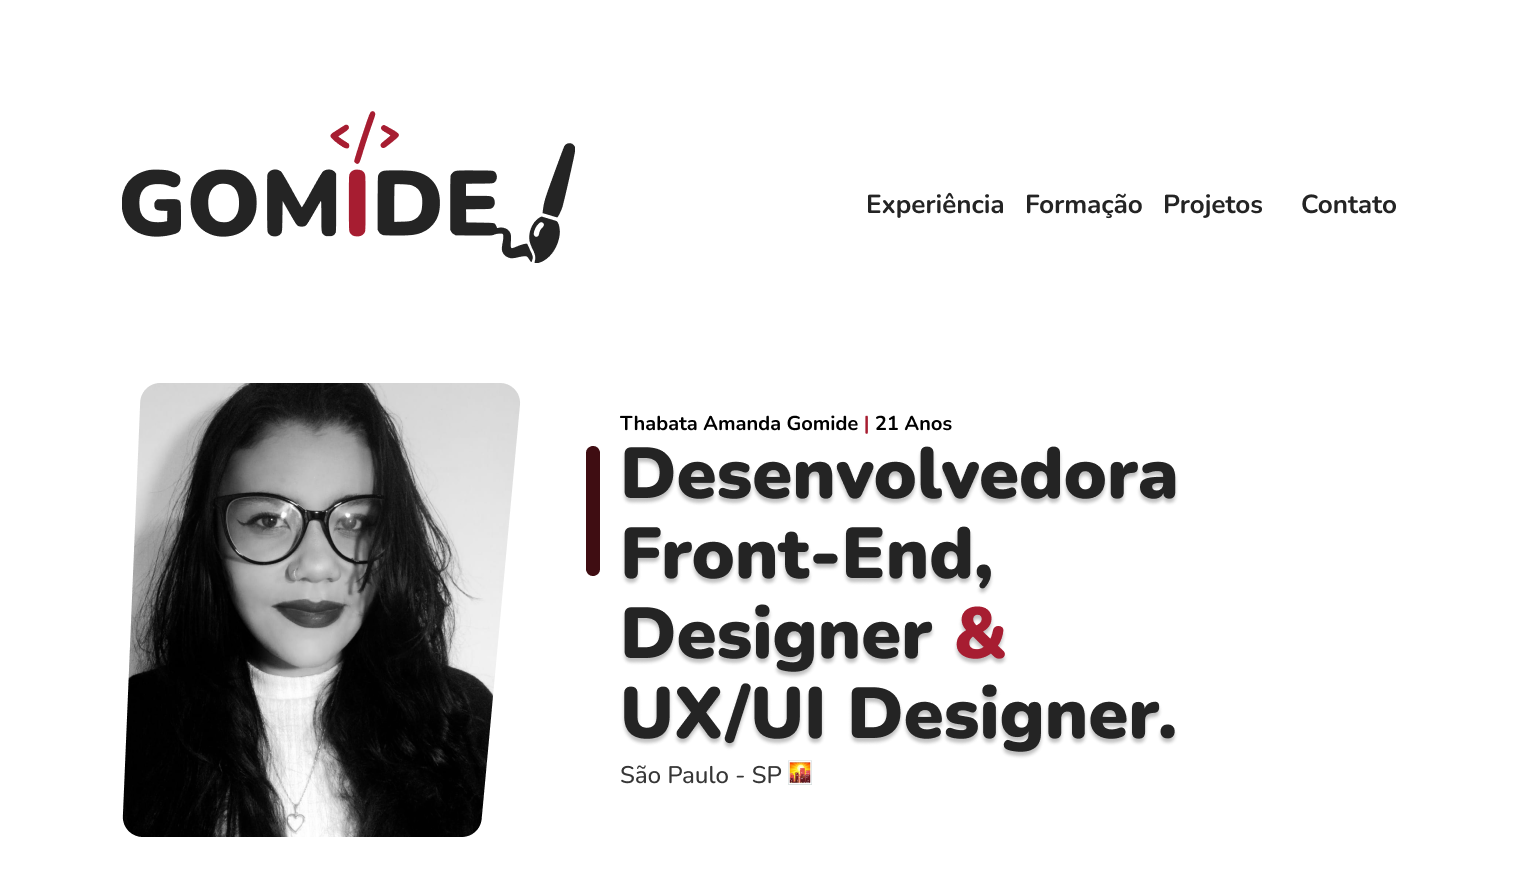 </>
GOMIDE
Experiência Formação Projetos Contato
Thabata Amanda Gomide | 21 Anos
Desenvolvedora
Front-End,
Designer &
UX/UI Designer.
São Paulo - SP 🌇